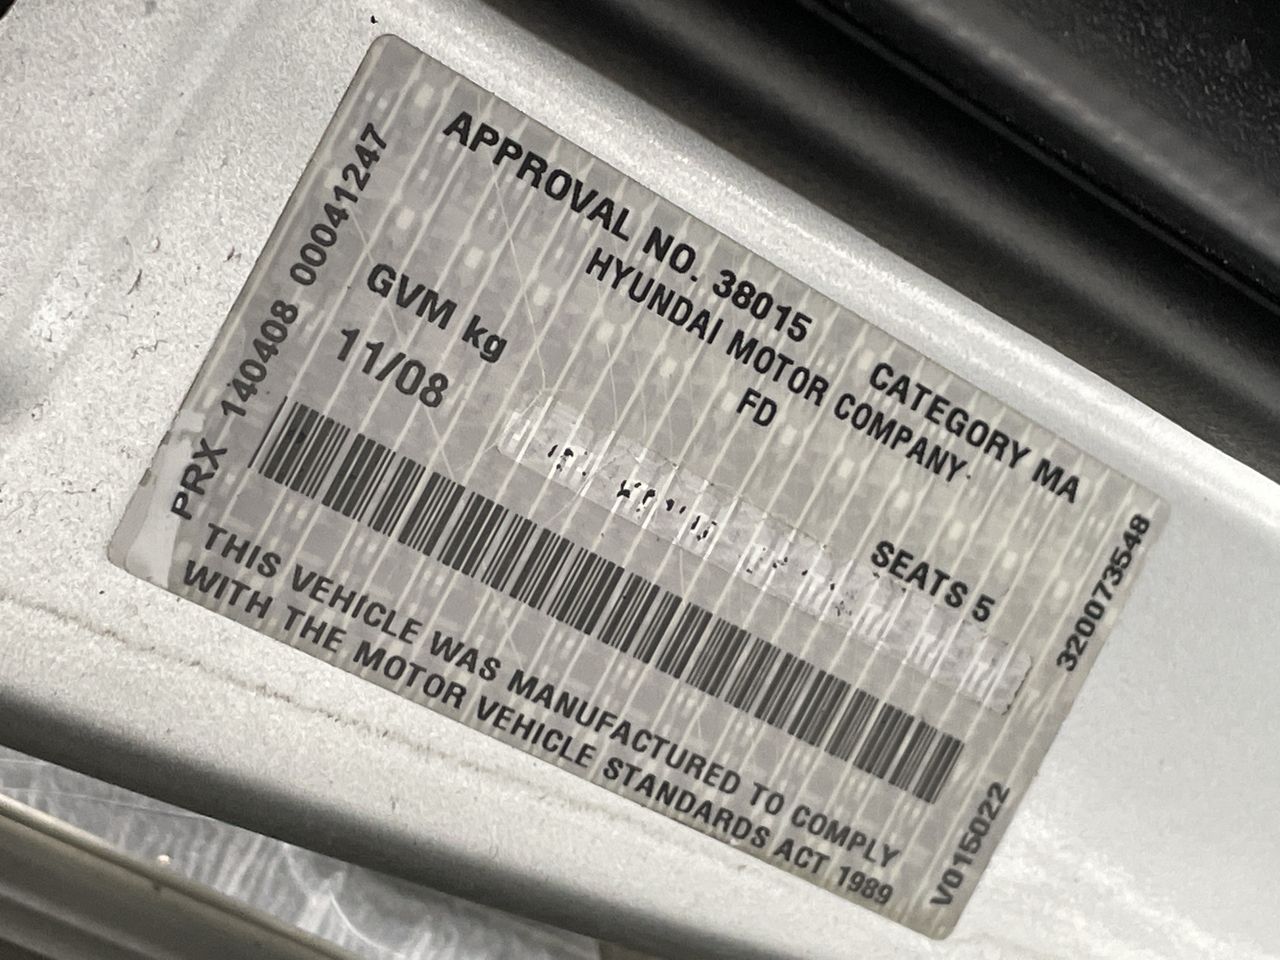 APPROVAL NO. 38015 CATEGORY MA
HYUNDAI MOTOR COMPANY
FD
GVM kg
11/08
SEATS 5
THIS VEHICLE WAS MANUFACTURED TO COMPLY
WITH THE MOTOR VEHICLE STANDARDS ACT 1989
PRX 140408 00041247
V015022
320073548